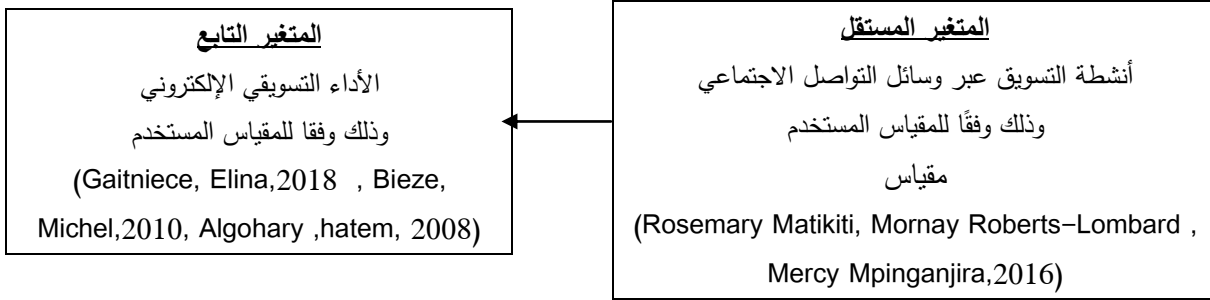 المتغير المستقل
أنشطة التسويق عبر وسائل التواصل الاجتماعي
وذلك وفقًا للمقياس المستخدم
مقياس
(Rosemary Matikiti, Mornay Roberts-Lombard ,
Mercy Mpinganjira,2016)
المتغير التابع
الأداء التسويقي الإلكتروني
وذلك وفقا للمقياس المستخدم
(Gaitniece, Elina,2018 , Bieze,
Michel,2010, Algohary ,hatem, 2008)